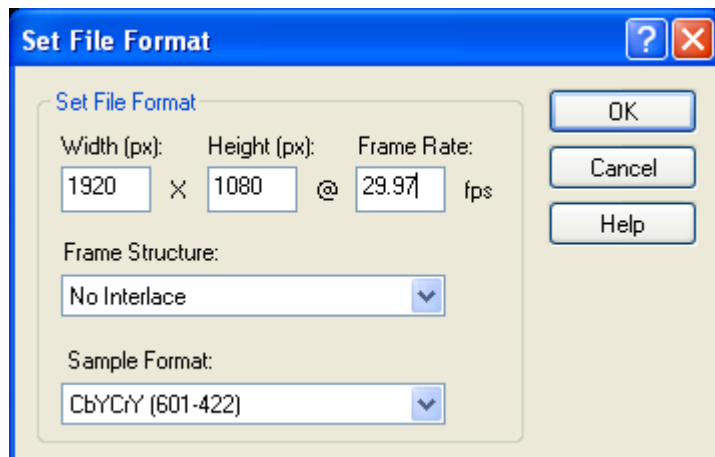 Set File Format
Set File Format
Width (px): Height (px): Frame Rate:
1920 X 1080 @ 29.97 fps
Frame Structure:
No Interlace
Sample Format:
CbYCrY (601-422)
OK
Cancel
Help